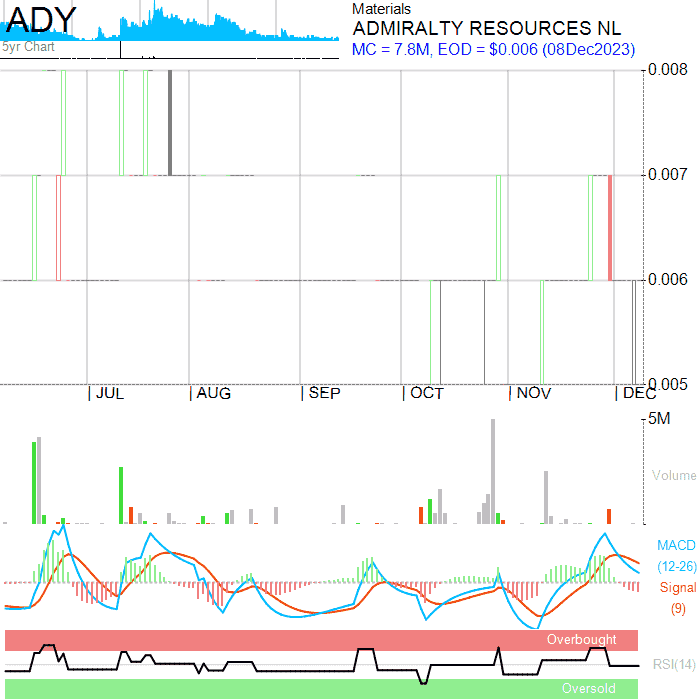 ADY
Materials
ADMIRALTY RESOURCES NL
5yr Chart
MC = 7.8M, EOD = $0.006 (08Dec2023)
0.008
0.007
0.006
0.005
JUL
AUG
SEP
OCT
NOV
DEC
5M
Volume
MACD
(12-26)
Signal
(9)
Overbought
RSI(14)
Oversold